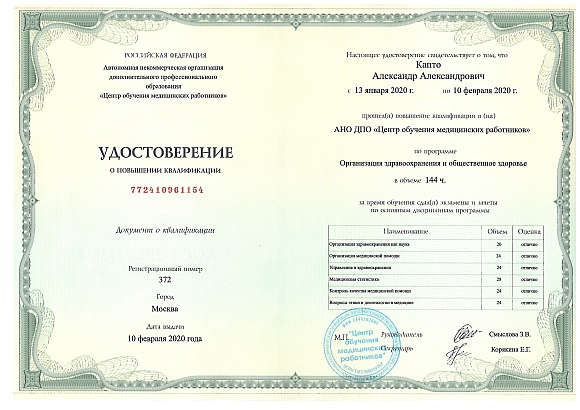 РОССИЙСКАЯ ФЕДЕРАЦИЯ
Автономная некоммерческая организация
дополнительного профессионального
образования
«Центр обучения медицинских работников»
УДОСТОВЕРЕНИЕ
О ПОВЫШЕНИИ КВАЛИФИКАЦИИ
772410961154
Документ о квалификации
Регистрационный номер
372
Город
Москва
Дата выдачи
10 февраля 2020 года
Настоящее удостоверение свидетельствует о том, что
Капто
Александр Александрович
с 13 января 2020 г. по 10 февраля 2020 г.
прошел(а) повышение квалификации в (на)
АНО ДПО «Центр обучения медицинских работников»
по программе
Организация здравоохранения и общественное здоровье
в объеме 144 ч.
за время обучения сдал(а) экзамены и зачеты
по основным дисциплинам программы
Наименование Объем Оценка
Организация здравоохранения как наука 20 отлично
Организация медицинской помощи 24 отлично
Управление в здравоохранении 24 отлично
Медицинская статистика 28 отлично
Контроль качества медицинской помощи 24 отлично
Вопросы этики и деонтологии в медицине 24 отлично
М.П. Руководитель Смыслова З.В.
Секретарь Корякина Е.Г.
"Центр
обучения
медицинских
работников"